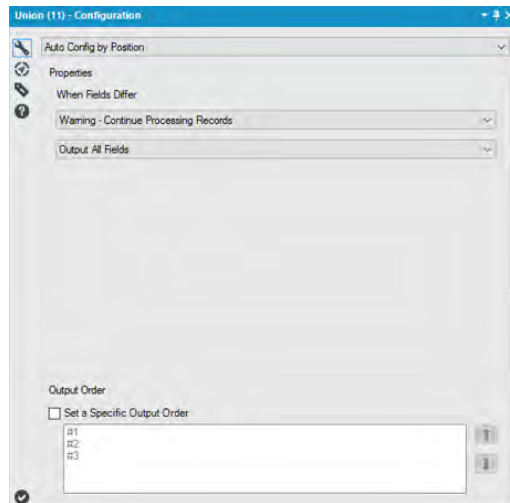 Union (11) - Configuration
Auto Config by Position
Properties
When Fields Differ
Warning - Continue Processing Records
Output All Fields
Output Order
Set a Specific Output Order
#1
#2
#3